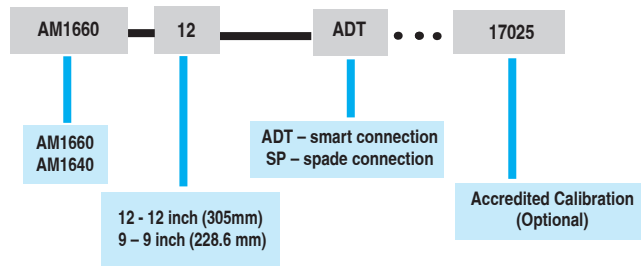 AM1660
12
ADT
17025
AM1660
AM1640
ADT – smart connection
SP – spade connection
12 - 12 inch (305mm)
9 – 9 inch (228.6 mm)
Accredited Calibration
(Optional)